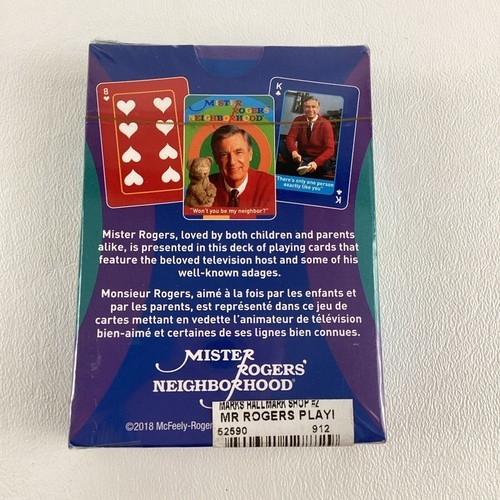 8
MISTER
ROGERS'
NEIGHBORHOOD
"Won't you be my neighbor?"
K
"There's only one person
exactly like you"
K
Mister Rogers, loved by both children and parents
alike, is presented in this deck of playing cards that
feature the beloved television host and some of his
well-known adages.
Monsieur Rogers, aimé à la fois par les enfants et
par les parents, est représenté dans ce jeu de
cartes mettant en vedette l'animateur de télévision
bien-aimé et certaines de ses lignes bien connues.
MISTER
ROGERS'
NEIGHBORHOOD®
©2018 McFeely-Roger
MARKS HALLMARK SHOP #2
MR ROGERS PLAYI
52590 912